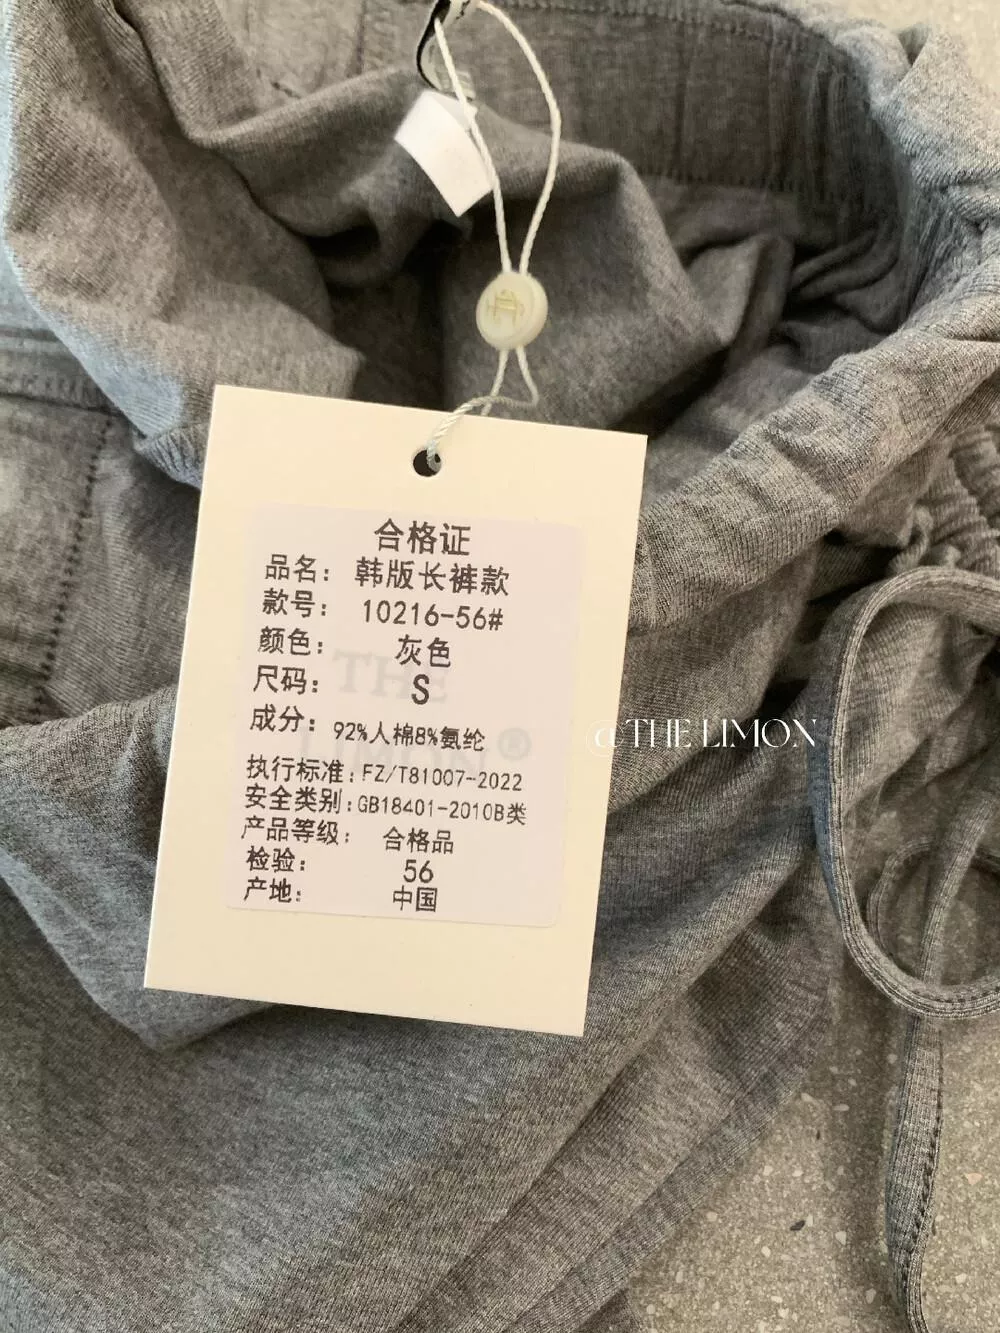 合格证
品名: 韩版长裤款
款号: 10216-56#
颜色: 灰色
尺码: S
成分: 92%人棉8%氨纶
执行标准: FZ/T81007-2022
安全类别: GB18401-2010B类
产品等级: 合格品
检验: 56
产地: 中国
THE
LIMON®
@THE LIMON